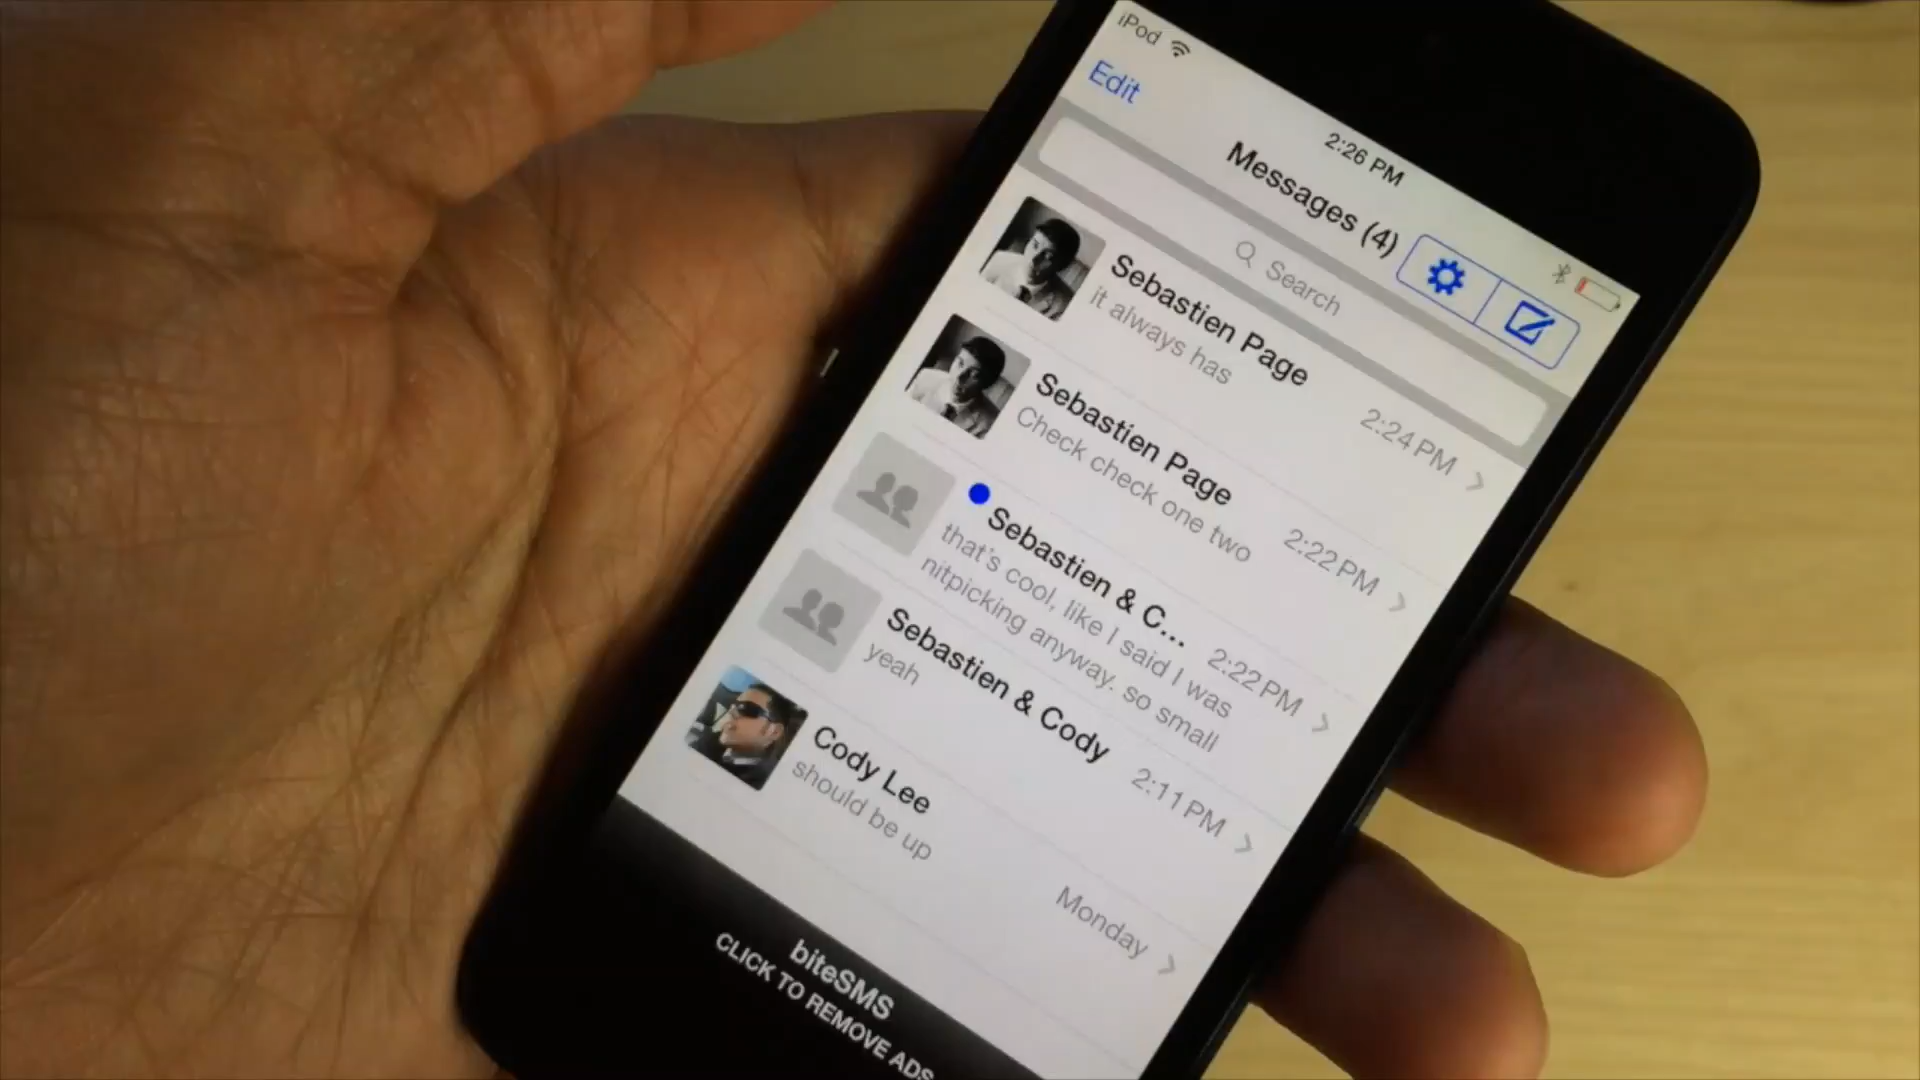 iPod
2:26 PM
Edit
Messages (4)
Search
Sebastien Page
it always has
2:24 PM
Sebastien Page
Check check one two
2:22 PM
Sebastien & C...
that's cool, like I said I was
nitpicking anyway. so small
2:22 PM
Sebastien & Cody
yeah
2:11 PM
Cody Lee
should be up
Monday
biteSMS
CLICK TO REMOVE ADS